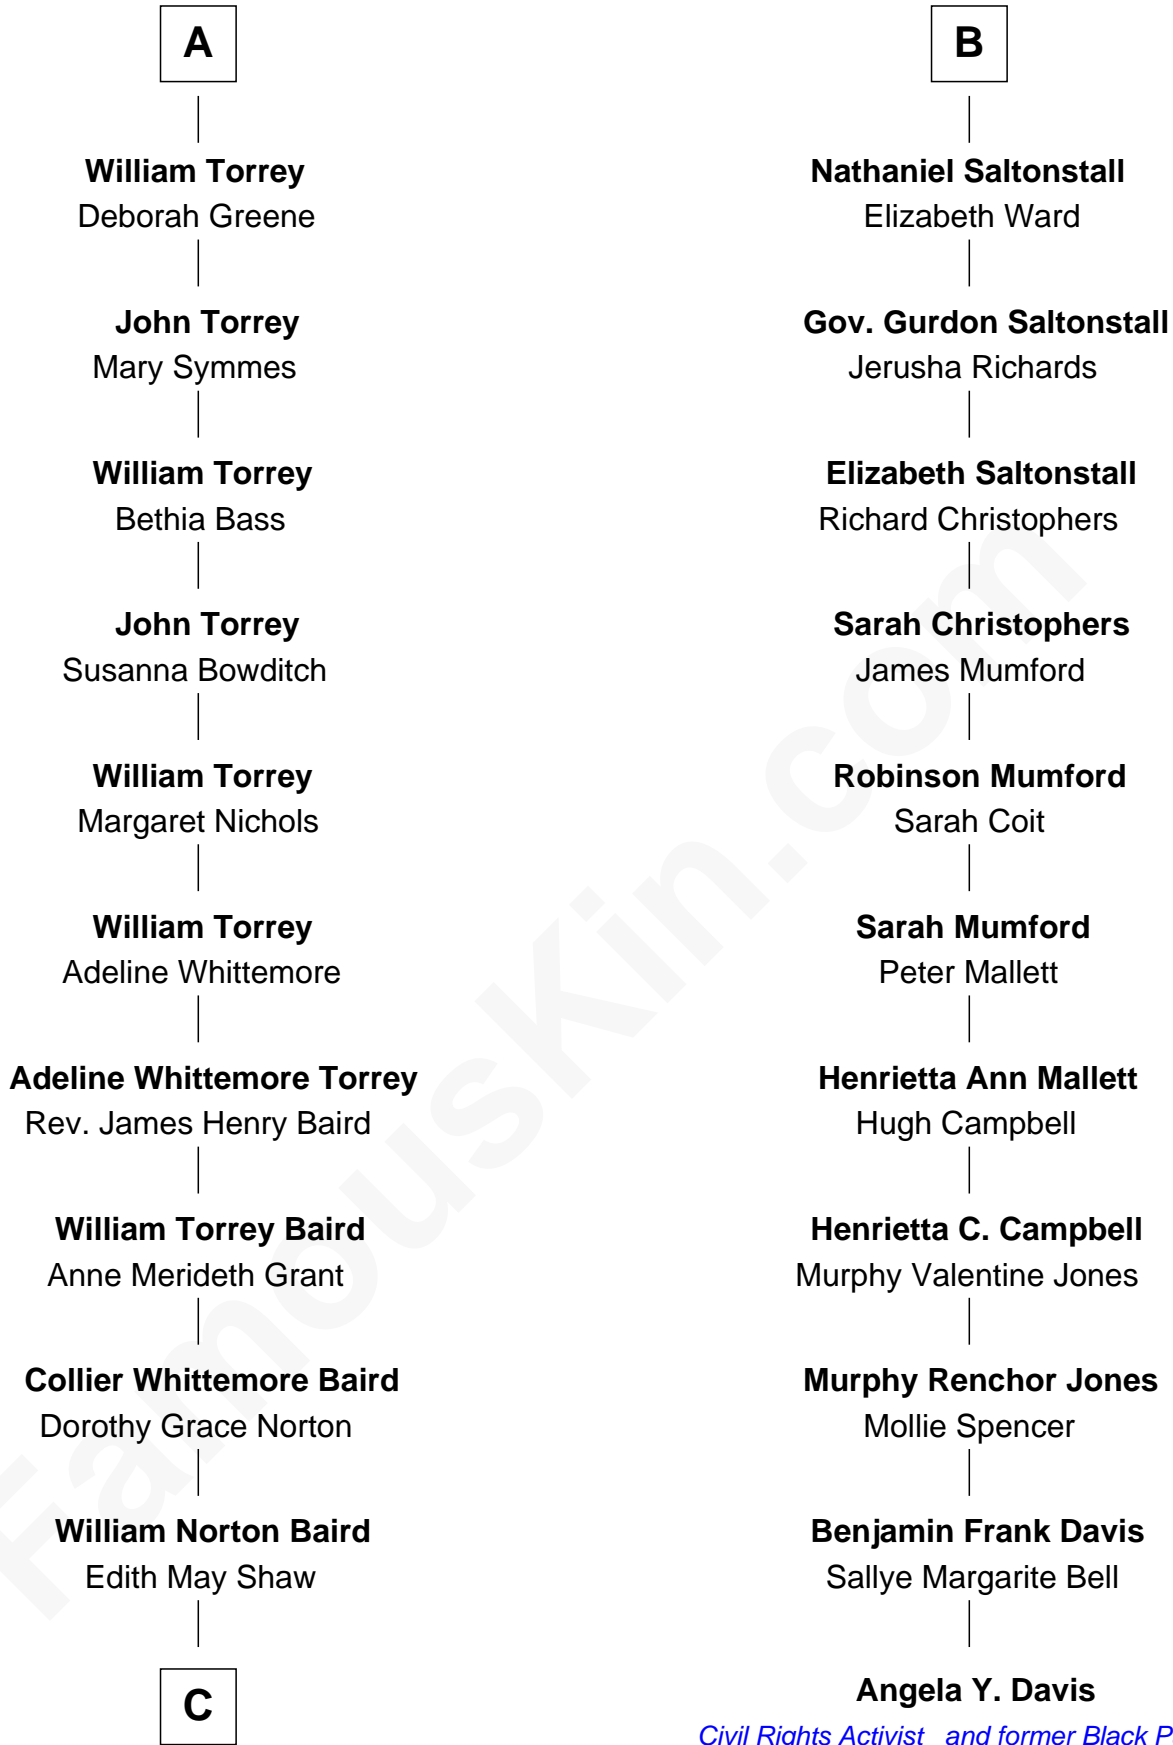 A
William Torrey
Deborah Greene
John Torrey
Mary Symmes
William Torrey
Bethia Bass
John Torrey
Susanna Bowditch
William Torrey
Margaret Nichols
William Torrey
Adeline Whittemore
Adeline Whittemore Torrey
Rev. James Henry Baird
William Torrey Baird
Anne Merideth Grant
Collier Whittemore Baird
Dorothy Grace Norton
William Norton Baird
Edith May Shaw
C
B
Nathaniel Saltonstall
Elizabeth Ward
Gov. Gurdon Saltonstall
Jerusha Richards
Elizabeth Saltonstall
Richard Christophers
Sarah Christophers
James Mumford
Robinson Mumford
Sarah Coit
Sarah Mumford
Peter Mallett
Henrietta Ann Mallett
Hugh Campbell
Henrietta C. Campbell
Murphy Valentine Jones
Murphy Renchor Jones
Mollie Spencer
Benjamin Frank Davis
Sallye Margarite Bell
Angela Y. Davis
Civil Rights Activist and former Black P
FamousKin.com